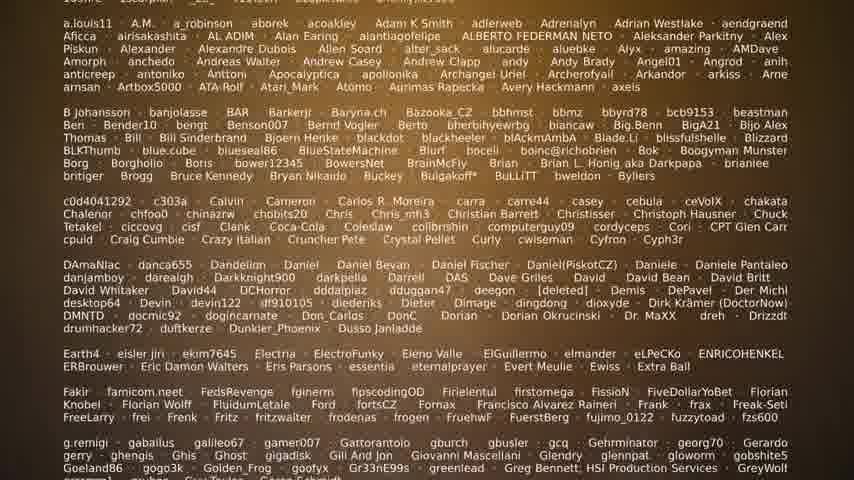 a.louis11 · A.M. · a_robinson · aborek · acoakley · Adam K Smith · adlerweb · Adrenalyn · Adrian Westlake · aendgraend
Aficca · airisakashita · AL ADIM · Alan Earing · alantiagofelipe · ALBERTO FEDERMAN NETO · Aleksander Parkitny · Alex
Piskun · Alexander · Alexandre Dubois · Allen Soard · alter_sack · alucarde · aluebke · Alyx · amazing · AMDave
Amorph · anchedo · Andreas Walter · Andrew Casey · Andrew Clapp · andy · Andy Brady · Angel01 · Angrod · anih
anticreep · antoniko · Anttoni · Apocalyptica · apollonika · Archangel Uriel · Archerofyail · Arkandor · arkiss · Arne
arnsan · Artbox5000 · ATA-Rolf · Atari_Mark · Atomo · Aurimas Rapecka · Avery Hackmann · axels
B Johansson · banjolasse · BAR · BarkerJr · Baryna.ch · Bazooka_CZ · bbhmst · bbmz · bbyrd78 · bcb9153 · beastman
Ben · Bender10 · bengt · Benson007 · Bernd Vogler · Berto · bherbihyewrbg · biancaw · Big.Benn · BigA21 · Bijo Alex
Thomas · Bill · Bill Sinderbrand · Bjoern Henke · blackdot · blackheeler · blAckmAmbA · Blade.Li · blissfulshelle · Blizzard
BLKThumb · blue.cube · blueseal86 · BlueStateMachine · Blurf · bnceli · boinc@richobrien · Bok · Boogyman Munster
Borg · Borgholio · Boris · bower12345 · BowersNet · BrainMcFly · Brian · Brian L. Honig aka Darkpapa · brianlee
britiger · Brogg · Bruce Kennedy · Bryan Nikaido · Buckey · Bulgakoff* · BuLLiTT · bweldon · Byllers
c0d4041292 · c303a · Calvin · Cameron · Carlos R. Moreira · carra · carre44 · casey · cebula · ceVoIX · chakata
Chalenor · chfoo0 · chinazrw · chobits20 · Chris · Chris_mh3 · Christian Barrett · Christisser · Christoph Hausner · Chuck
Tetakel · ciccovg · cisf · Clank · Coca-Cola · Coleslaw · colibrishin · computerguy09 · cordyceps · Cori · CPT Glen Carr
cpuid · Craig Cumbie · Crazy Italian · Cruncher Pete · Crystal Pellet · Curly · cwiseman · Cyfron · Cyph3r
DAmaNIac · danca655 · Dandelim · Daniel · Daniel Bevan · Daniel Fischer · Daniel(PiskotCZ) · Daniele · Daniele Pantaleo
danjamboy · darealgh · Darkknight900 · darkpella · Darrell · DAS · Dave Griles · David · David Bean · David Britt
David Whitaker · David44 · DCHorror · dddaipiaz · dduggan47 · deegon · [deleted] · Demis · DePavel · Der Michl
desktop64 · Devin · devin122 · df910105 · diederiks · Dieter · Dimage · dingdong · dioxyde · Dirk Krämer (DoctorNow)
DMNTD · docmic92 · dogincarnate · Don_Carlos · DonC · Dorian · Dorian Okrucinski · Dr. MaXX · dreh · Drizzdt
drumhacker72 · duftkerze · Dunkler_Phoenix · Dusso Janladde
Earth4 · eisler jiri · ekim7645 · Electria · ElectroFunky · Eleno Valle · ElGuillermo · elmander · eLPeCKo · ENRICOHENKEL
ERBrouwer · Eric Damon Walters · Eris Parsons · essentia · eternalprayer · Evert Meulie · Ewiss · Extra Ball
Fakir · famicom.neet · FedsRevenge · fginerm · fipscodingOD · Firielentul · firstomega · FissioN · FiveDollarYoBet · Florian
Knobel · Florian Wolff · FluidumLetale · Ford · fortsCZ · Fornax · Francisco Alvarez Raineri · Frank · frax · Freak-Seti
FreeLarry · frei · Frenk · Fritz · fritzwalter · frodenas · frogen · FruehwF · FuerstBerg · fujimo_0122 · fuzzytoad · fzs600
g.remigi · gabailus · galileo67 · gamer007 · Gattorantolo · gburch · gbusler · gcq · Gehrminator · georg70 · Gerardo
gerry · ghengis · Ghis · Ghost · gigadisk · Gill And Jon · Giovanni Mascellani · Glendry · glennpat · gloworm · gobshite5
Goeland86 · gogo3k · Golden_Frog · goofyx · Gr33nE99s · greenlead · Greg Bennett, HSI Production Services · GreyWolf